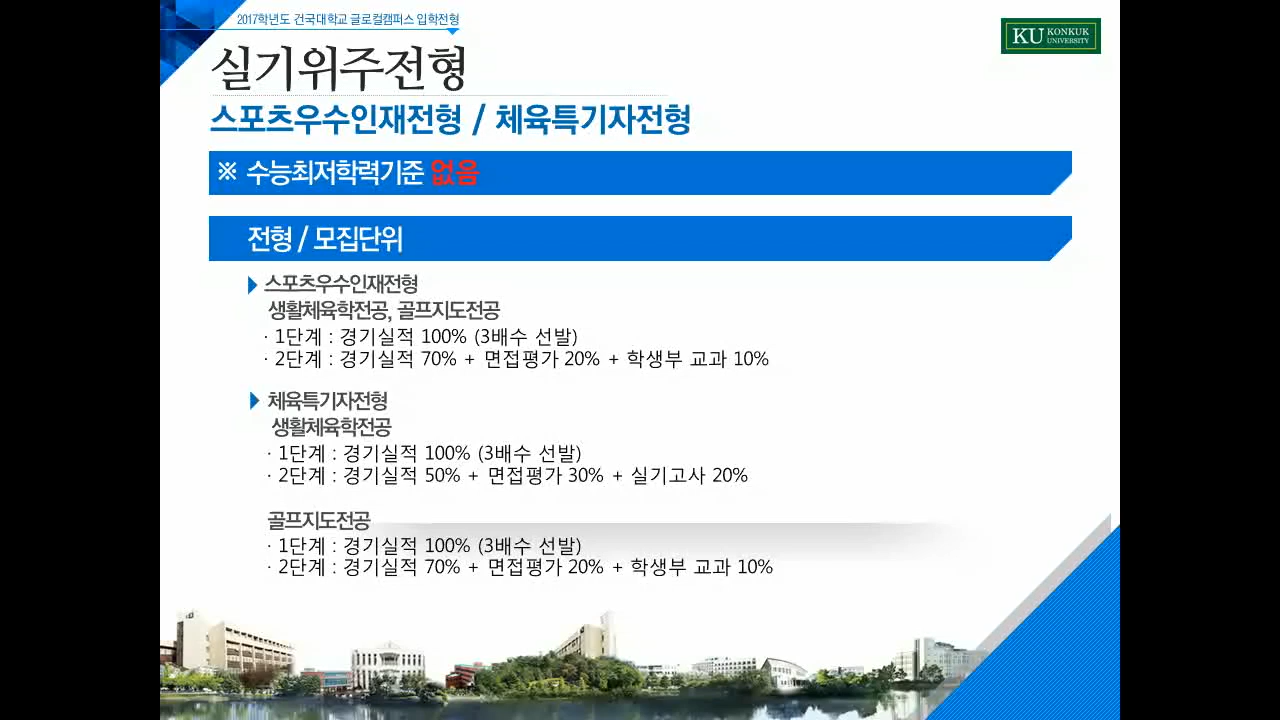 2017학년도 건국대학교 글로컬캠퍼스 입학전형
KU KONKUK UNIVERSITY
실기위주전형
스포츠우수인재전형 / 체육특기자전형
※ 수능최저학력기준 없음
전형 / 모집단위
스포츠우수인재전형
생활체육학전공, 골프지도전공
· 1단계 : 경기실적 100% (3배수 선발)
· 2단계 : 경기실적 70% + 면접평가 20% + 학생부 교과 10%
체육특기자전형
생활체육학전공
· 1단계 : 경기실적 100% (3배수 선발)
· 2단계 : 경기실적 50% + 면접평가 30% + 실기고사 20%
골프지도전공
· 1단계 : 경기실적 100% (3배수 선발)
· 2단계 : 경기실적 70% + 면접평가 20% + 학생부 교과 10%